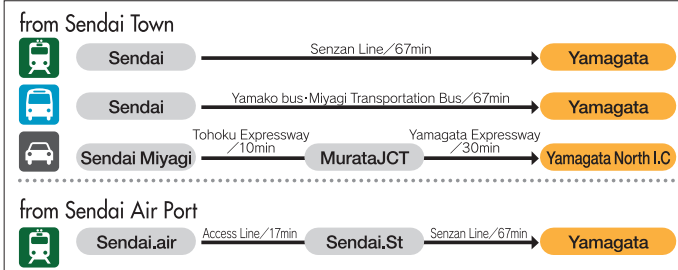 from Sendai Town
Sendai Senzan Line/67min Yamagata
Sendai Yamako bus・Miyagi Transportation Bus/67min Yamagata
Sendai Miyagi Tohoku Expressway/10min MurataJCT Yamagata Expressway/30min Yamagata North I.C
from Sendai Air Port
Sendai.air Access Line/17min Sendai.St Senzan Line/67min Yamagata